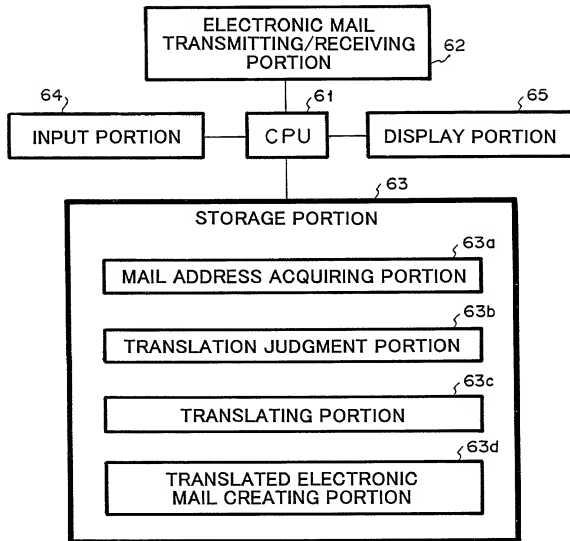 ELECTRONIC MAIL
TRANSMITTING/RECEIVING
PORTION
62
64
61
65
INPUT PORTION
CPU
DISPLAY PORTION
63
STORAGE PORTION
63a
MAIL ADDRESS ACQUIRING PORTION
63b
TRANSLATION JUDGMENT PORTION
63c
TRANSLATING PORTION
63d
TRANSLATED ELECTRONIC
MAIL CREATING PORTION